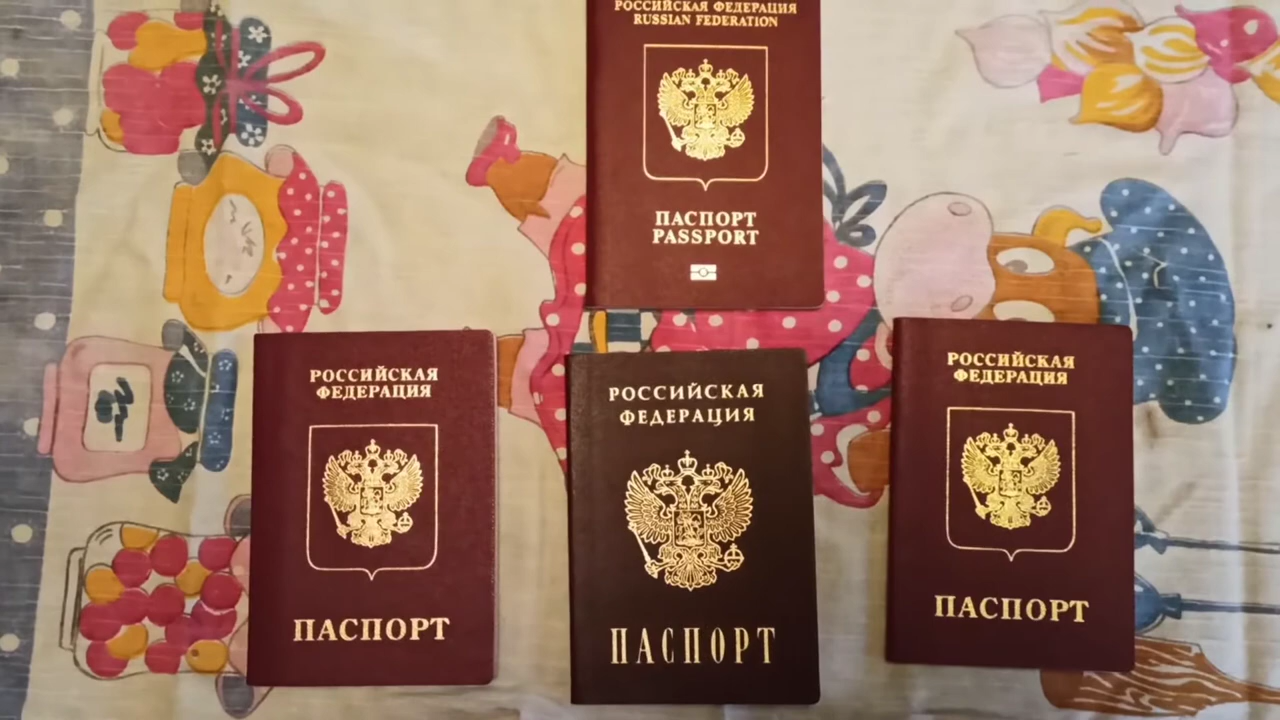 РОССИЙСКАЯ ФЕДЕРАЦИЯ
RUSSIAN FEDERATION
ПАСПОРТ
PASSPORT
РОССИЙСКАЯ
ФЕДЕРАЦИЯ
ПАСПОРТ
РОССИЙСКАЯ
ФЕДЕРАЦИЯ
ПАСПОРТ
РОССИЙСКАЯ
ФЕДЕРАЦИЯ
ПАСПОРТ